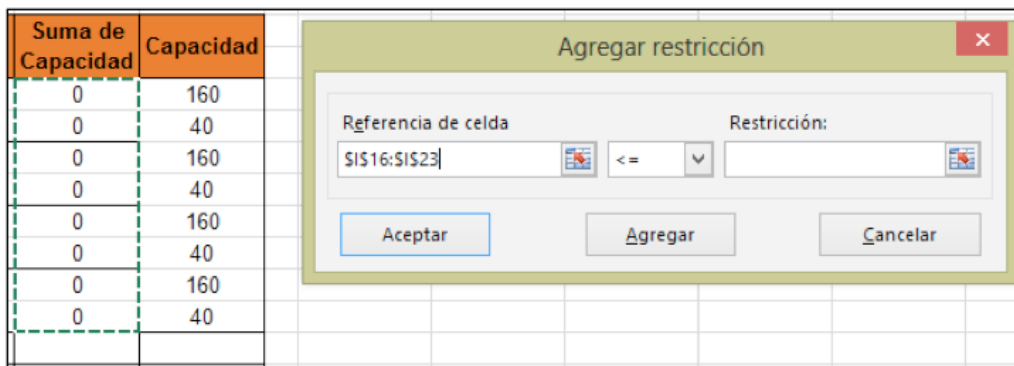 Suma de Capacidad Capacidad
0 160
0 40
0 160
0 40
0 160
0 40
0 160
0 40
Agregar restricción
Referencia de celda Restricción:
$I$16:$I$23 <=
Aceptar Agregar Cancelar